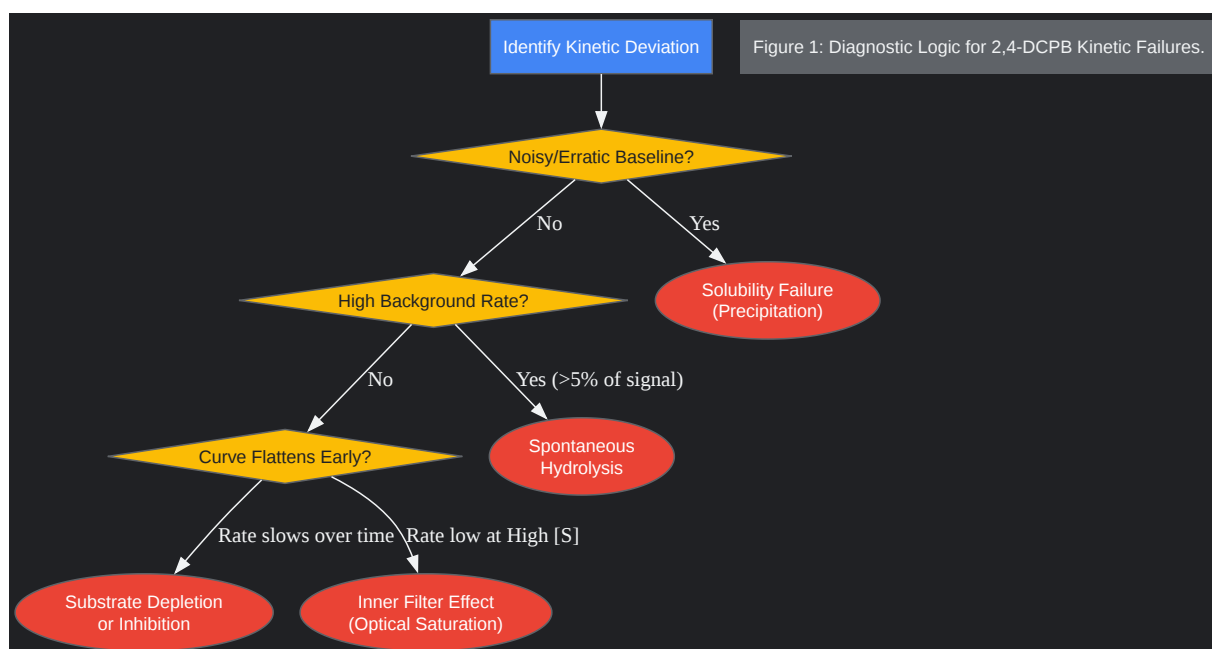 Identify Kinetic Deviation
Figure 1: Diagnostic Logic for 2,4-DCPB Kinetic Failures.
Noisy/Erratic Baseline?
No
Yes
High Background Rate?
Solubility Failure
(Precipitation)
No
Yes (>5% of signal)
Curve Flattens Early?
Spontaneous
Hydrolysis
Rate slows over time
Rate low at High [S]
Substrate Depletion
or Inhibition
Inner Filter Effect
(Optical Saturation)